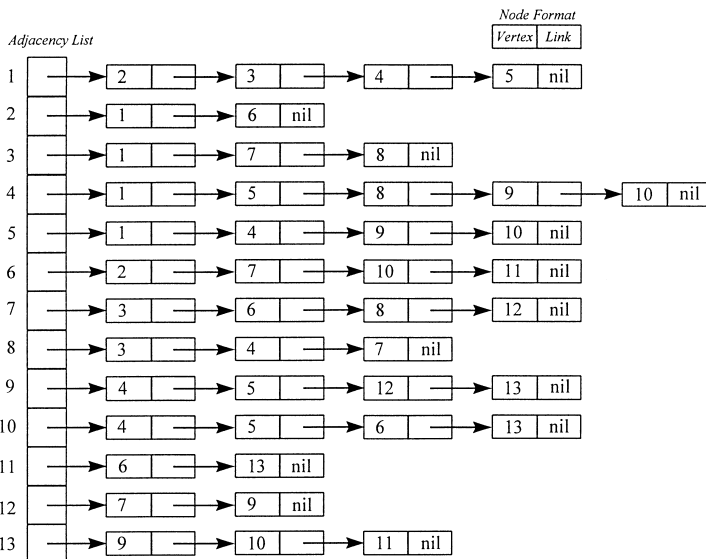 Node Format
Adjacency List
Vertex Link
1 2 3 4 5 nil
2 1 6 nil
3 1 7 8 nil
4 1 5 8 9 10 nil
5 1 4 9 10 nil
6 2 7 10 11 nil
7 3 6 8 12 nil
8 3 4 7 nil
9 4 5 12 13 nil
10 4 5 6 13 nil
11 6 13 nil
12 7 9 nil
13 9 10 11 nil